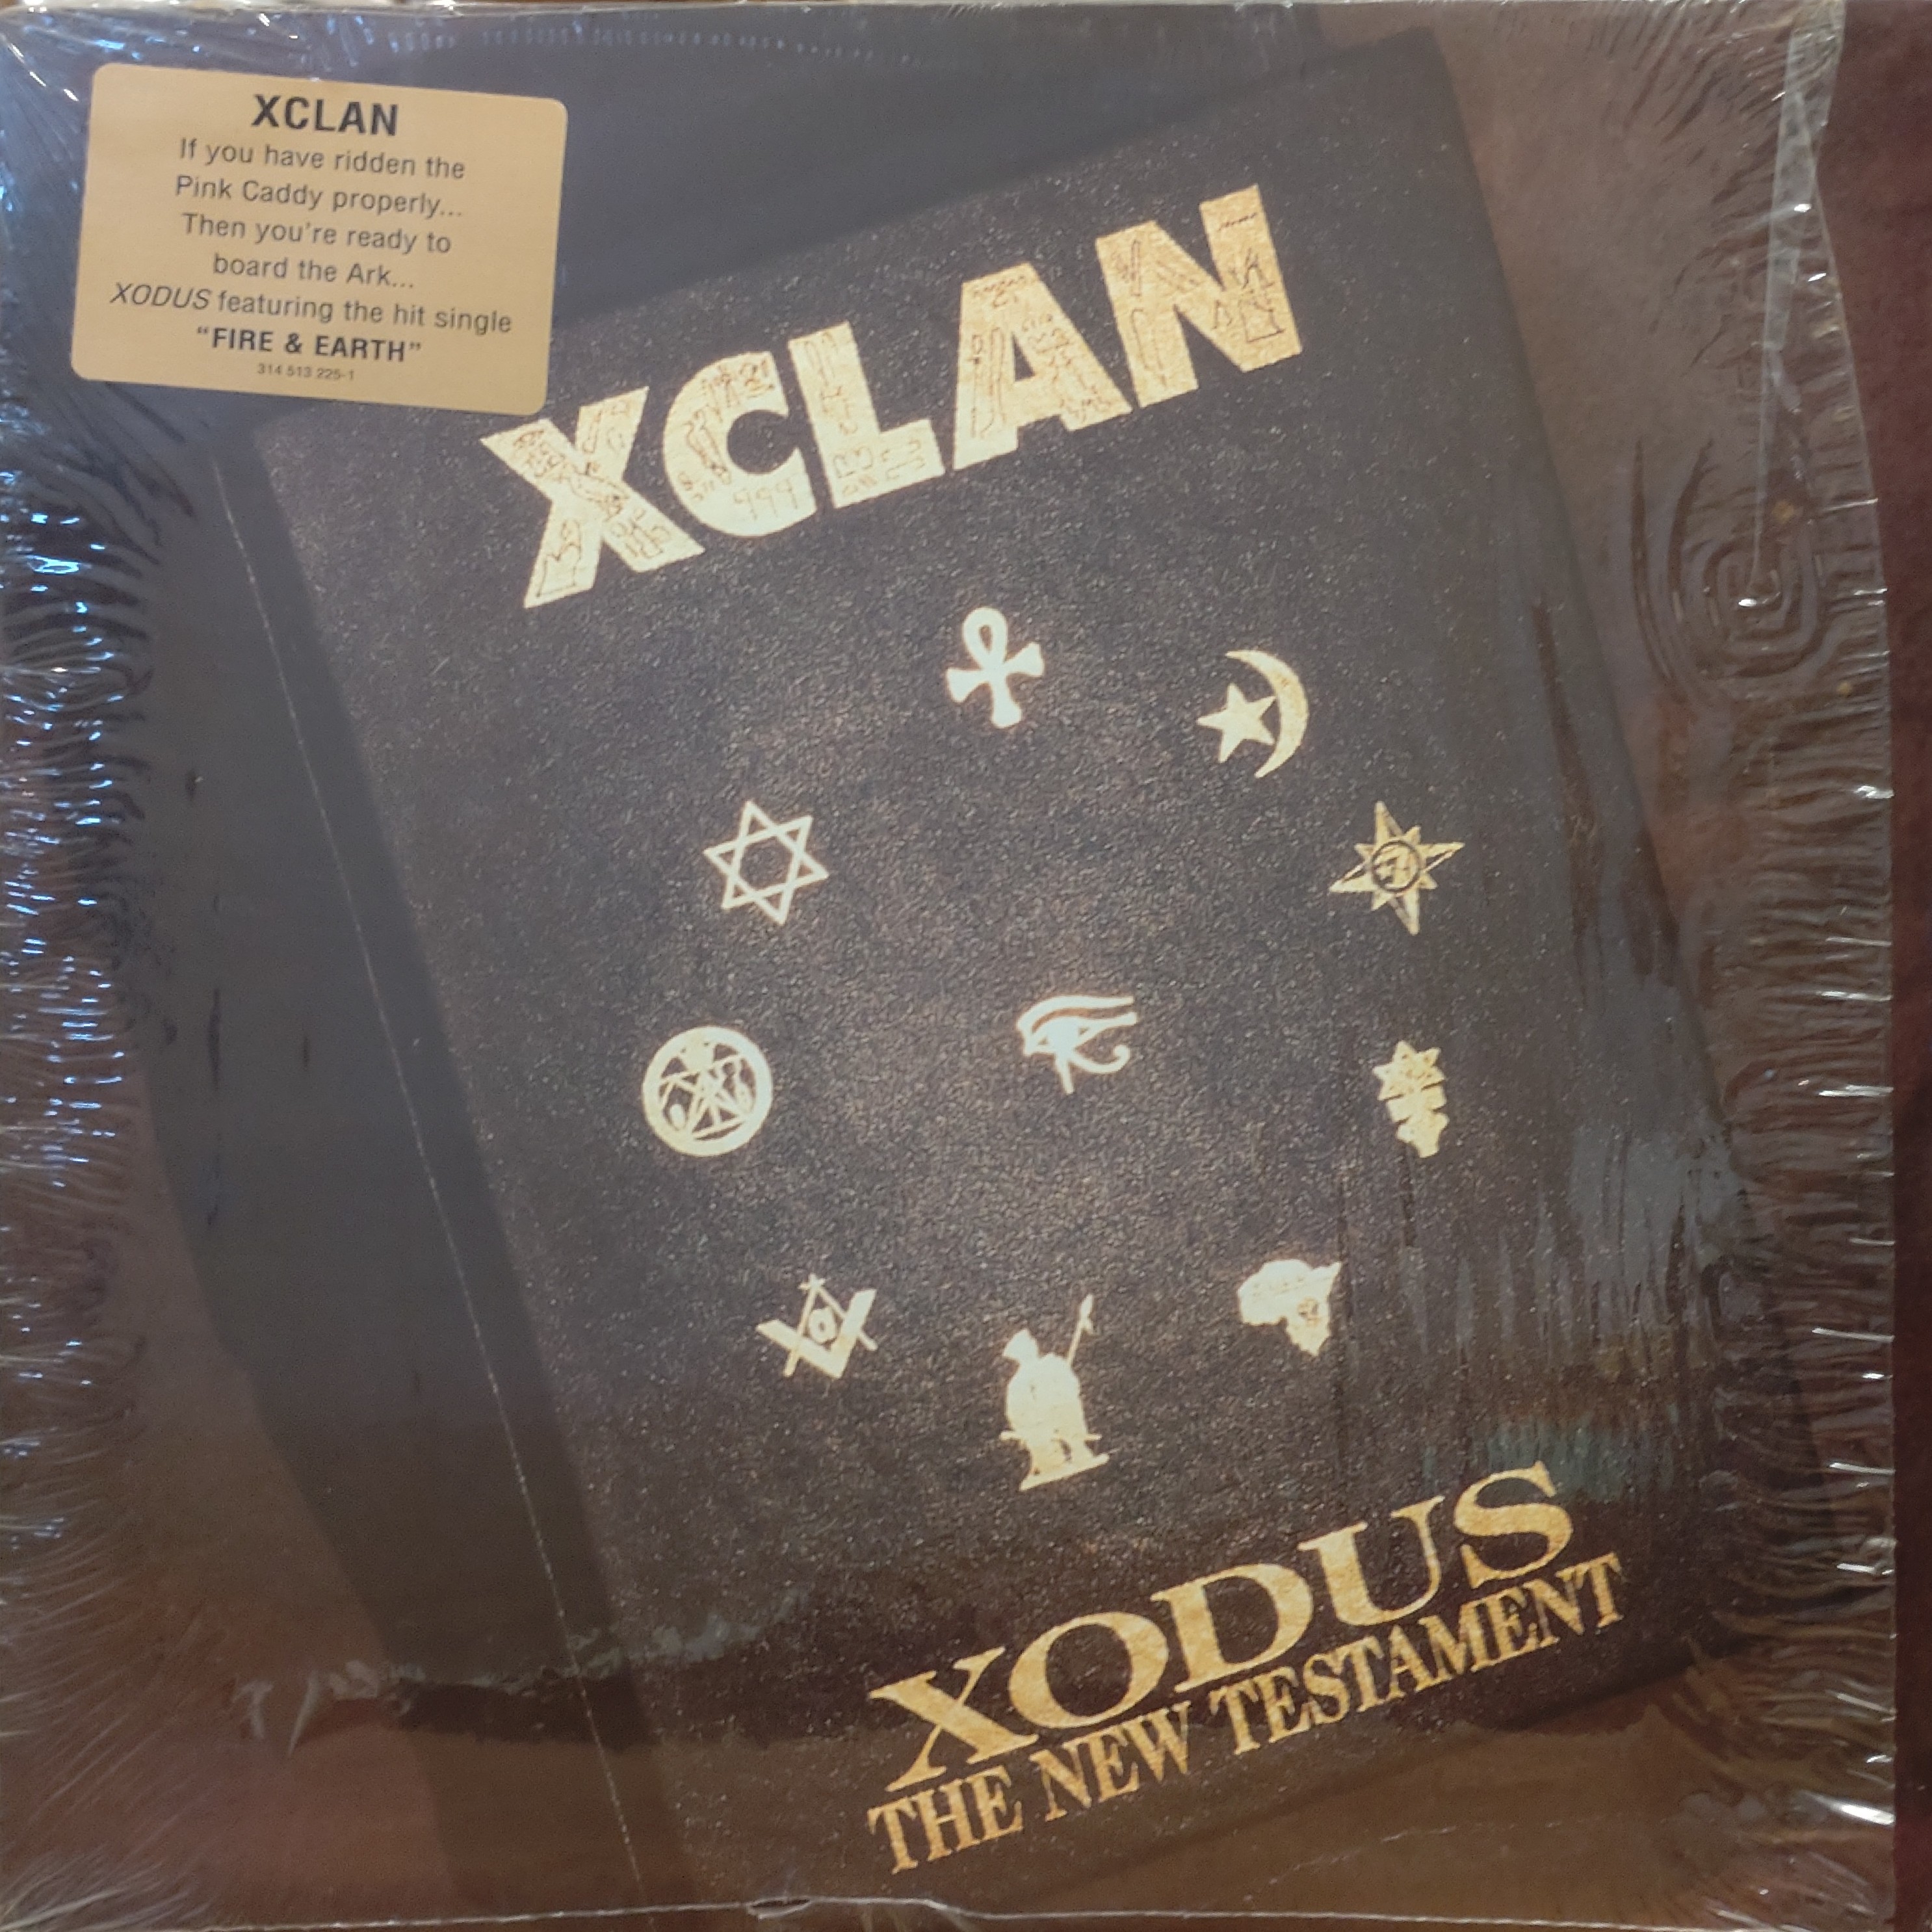 XCLAN
If you have ridden the
Pink Caddy properly...
Then you're ready to
board the Ark...
XODUS featuring the hit single
"FIRE & EARTH"
314 513 225-1
XCLAN
XODUS
THE NEW TESTAMENT